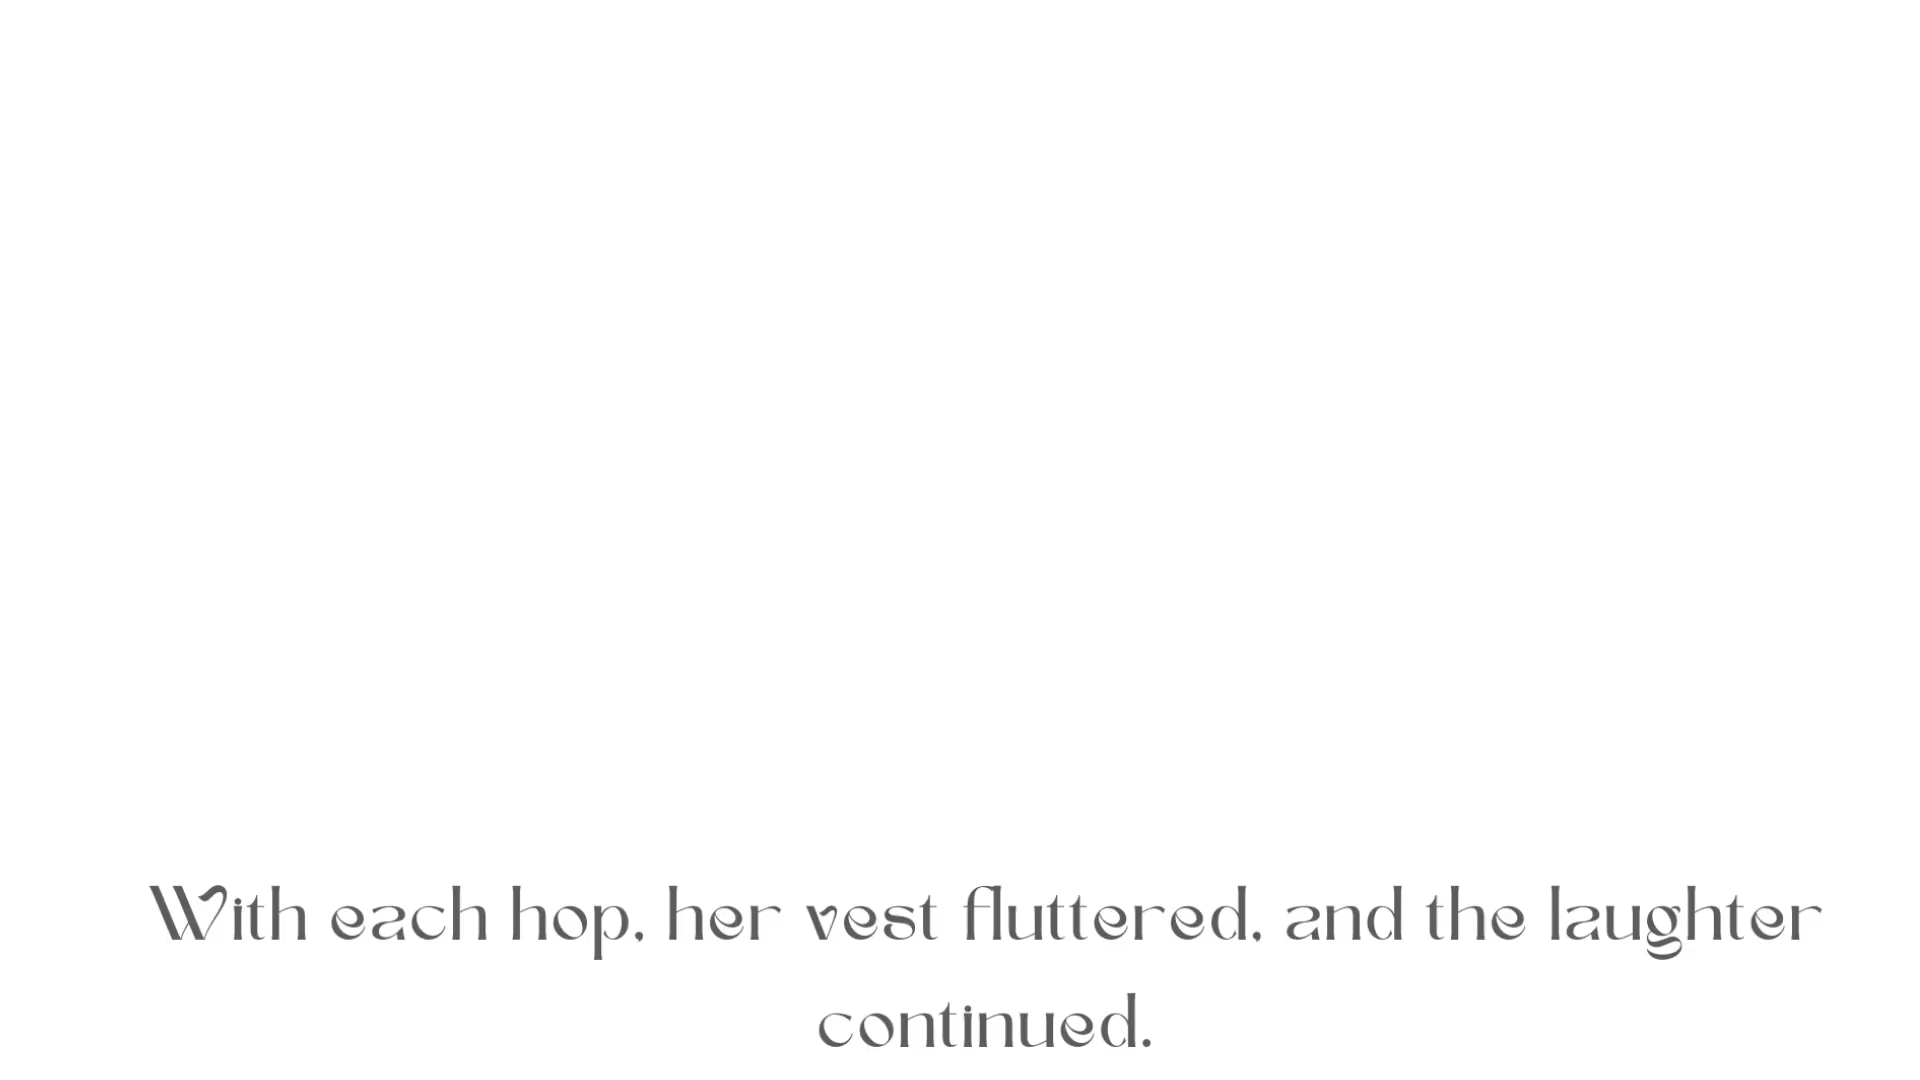 With each hop, her vest fluttered, and the laughter
continued.